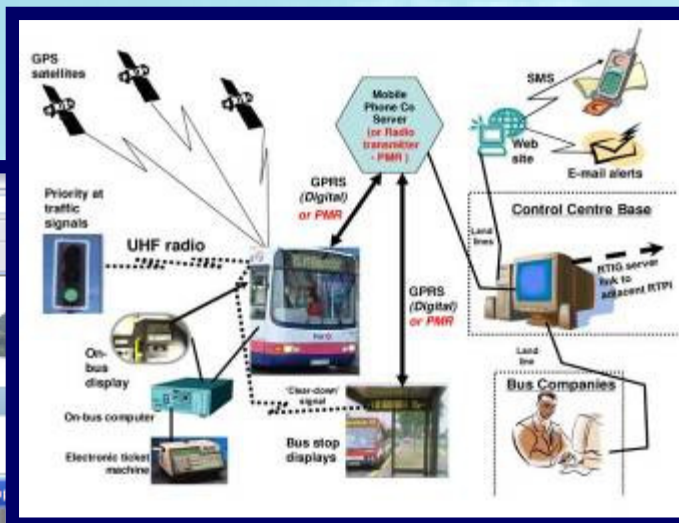 GPS
satellites
Mobile
Phone Co
Server
(or Radio
transmitter
- PMR )
SMS
Web
site
E-mail alerts
Priority at
traffic
signals
UHF radio
GPRS
(Digital)
or PMR
Control Centre Base
Land
lines
RTIG server
link to
adjacent RTPI
GPRS
(Digital)
or PMR
On-
bus
display
Land
line
Bus Companies
'Clear-down'
signal
On-bus computer
Bus stop
displays
Electronic ticket
machine